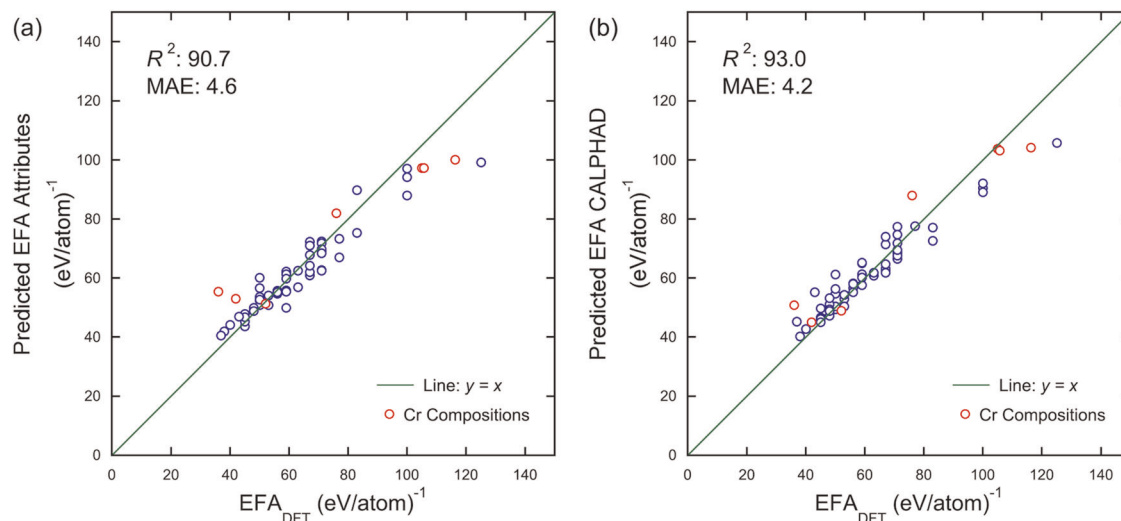 (a)
R²: 90.7
MAE: 4.6
Predicted EFA Attributes
(eV/atom)⁻¹
140
120
100
80
60
40
20
0
Line: y = x
Cr Compositions
0 20 40 60 80 100 120 140
EFA_DFT (eV/atom)⁻¹
(b)
R²: 93.0
MAE: 4.2
Predicted EFA CALPHAD
(eV/atom)⁻¹
140
120
100
80
60
40
20
0
Line: y = x
Cr Compositions
0 20 40 60 80 100 120 140
EFA_DFT (eV/atom)⁻¹